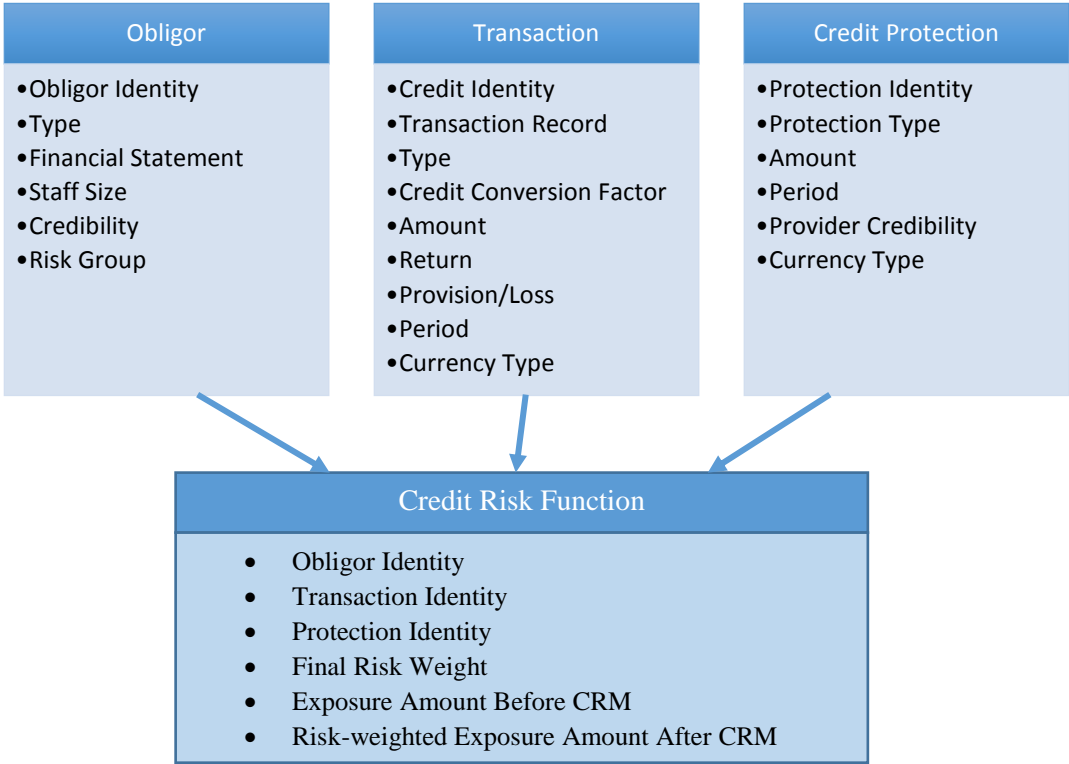 Obligor
•Obligor Identity
•Type
•Financial Statement
•Staff Size
•Credibility
•Risk Group
Transaction
•Credit Identity
•Transaction Record
•Type
•Credit Conversion Factor
•Amount
•Return
•Provision/Loss
•Period
•Currency Type
Credit Protection
•Protection Identity
•Protection Type
•Amount
•Period
•Provider Credibility
•Currency Type
Credit Risk Function
• Obligor Identity
• Transaction Identity
• Protection Identity
• Final Risk Weight
• Exposure Amount Before CRM
• Risk-weighted Exposure Amount After CRM